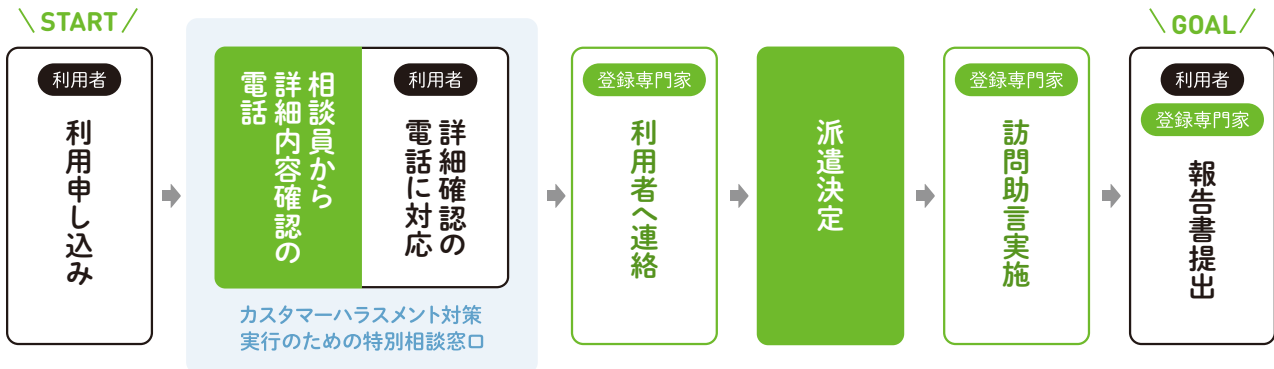 START
利用者
利用申し込み
相談員から
詳細内容確認の
電話
利用者
詳細確認の
電話に対応
カスタマーハラスメント対策
実行のための特別相談窓口
登録専門家
利用者へ連絡
派遣決定
登録専門家
訪問助言実施
GOAL
利用者
登録専門家
報告書提出